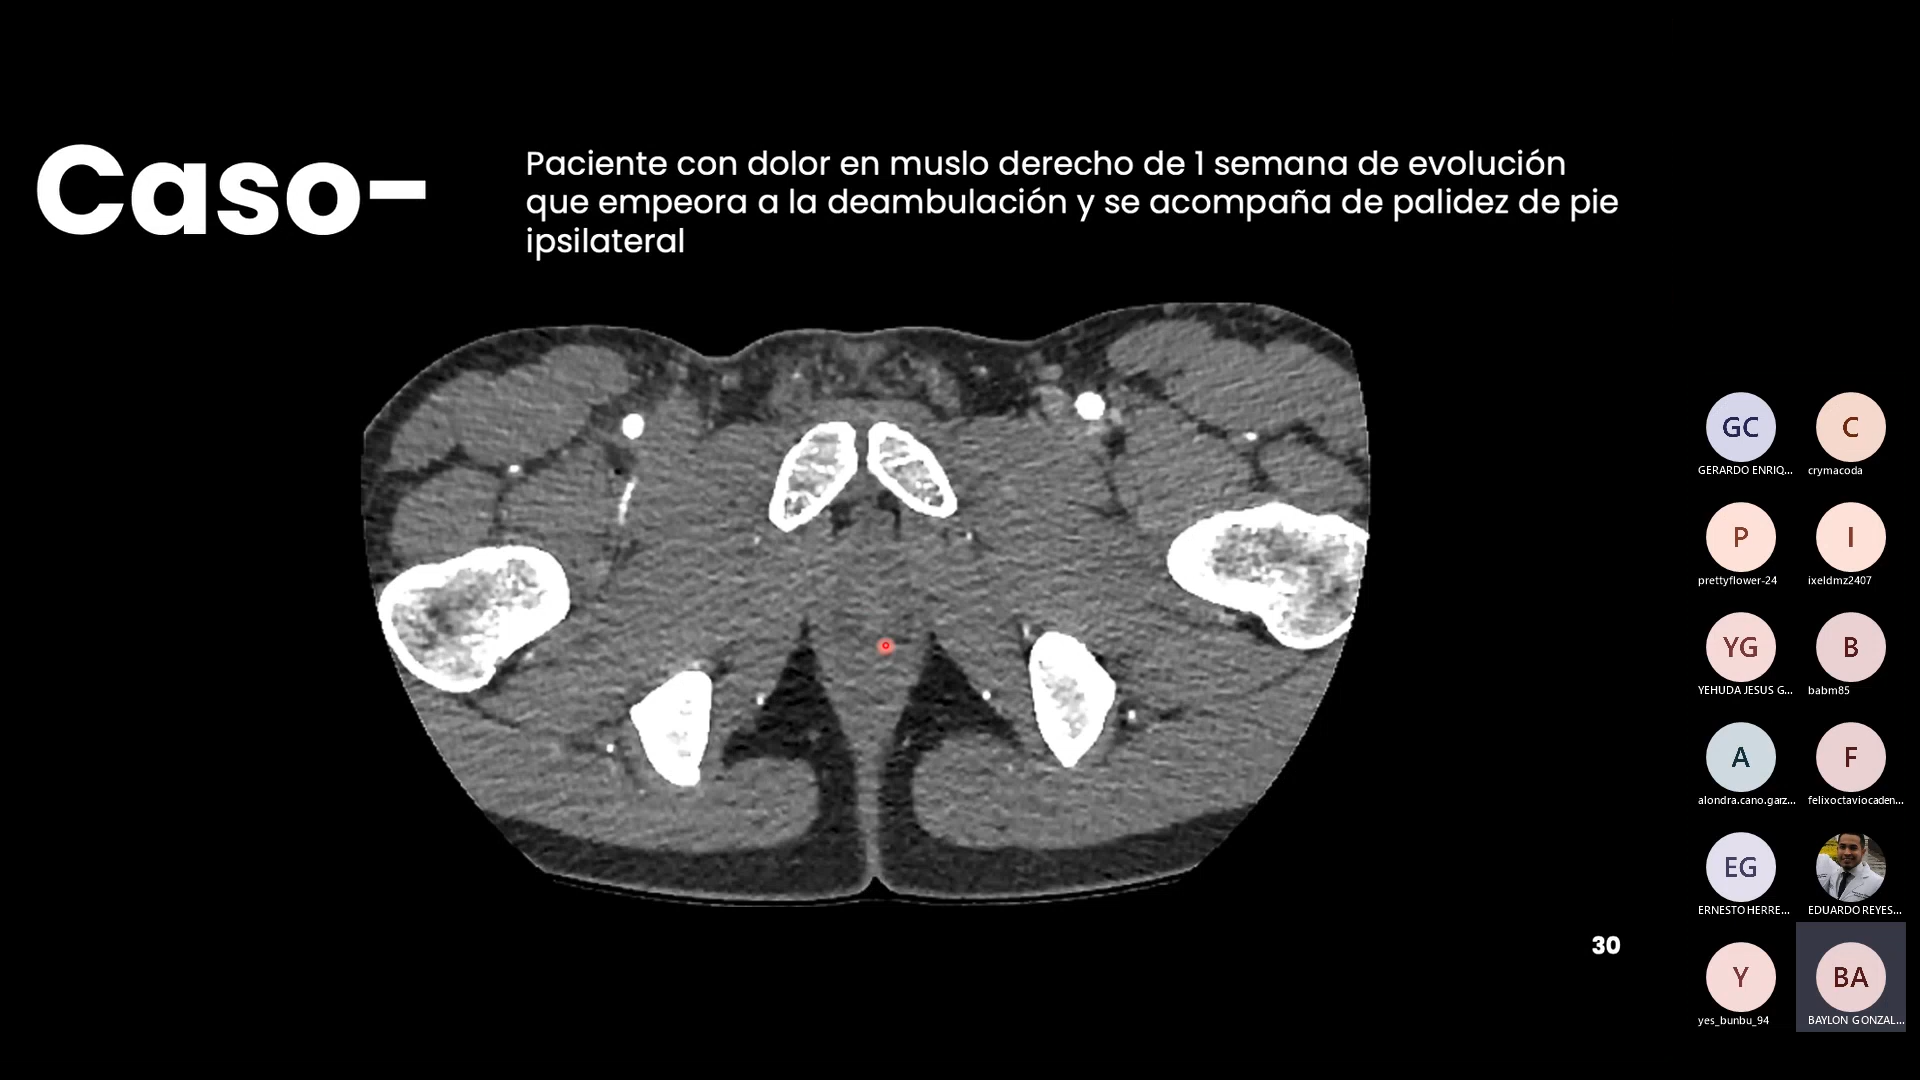 Caso-
Paciente con dolor en muslo derecho de 1 semana de evolución
que empeora a la deambulación y se acompaña de palidez de pie
ipsilateral
GC
C
GERARDO ENRIQ...
crymacoda
P
I
prettyflower-24
ixeldmz2407
YG
B
YEHUDA JESUS G...
babm85
A
F
alondra.cano.garz...
felixoctaviocaden...
EG
ERNESTO HERRE...
EDUARDO REYES...
30
Y
BA
yes_bunbu_94
BAYLON GONZAL...